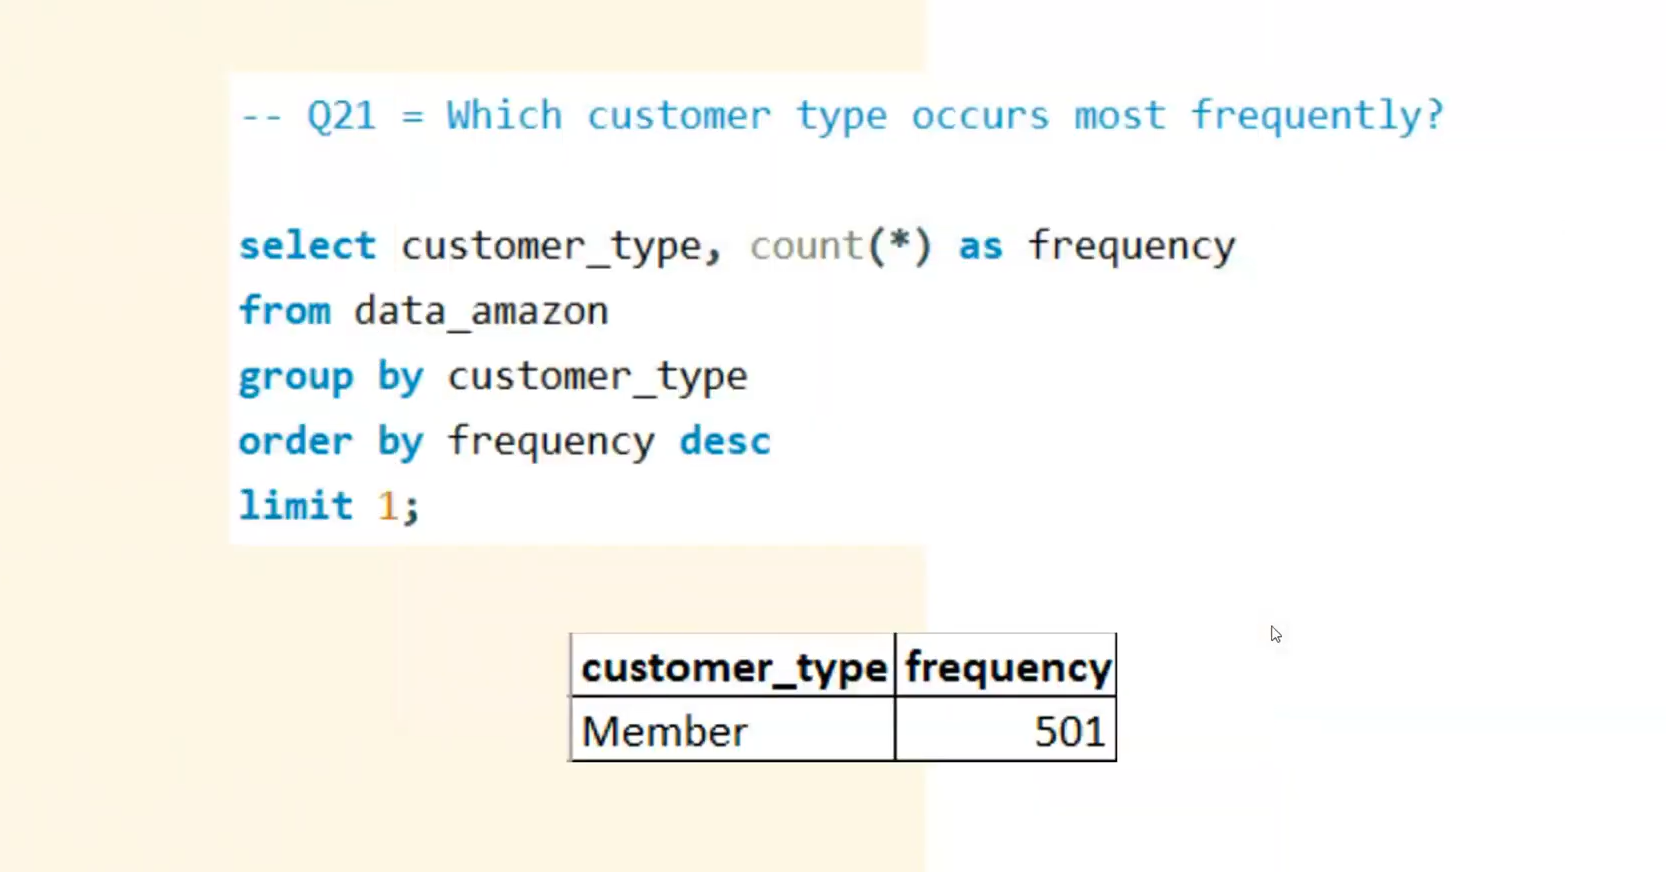 -- Q21 = Which customer type occurs most frequently?
select customer_type, count(*) as frequency
from data_amazon
group by customer_type
order by frequency desc
limit 1;
customer_type frequency
Member 501